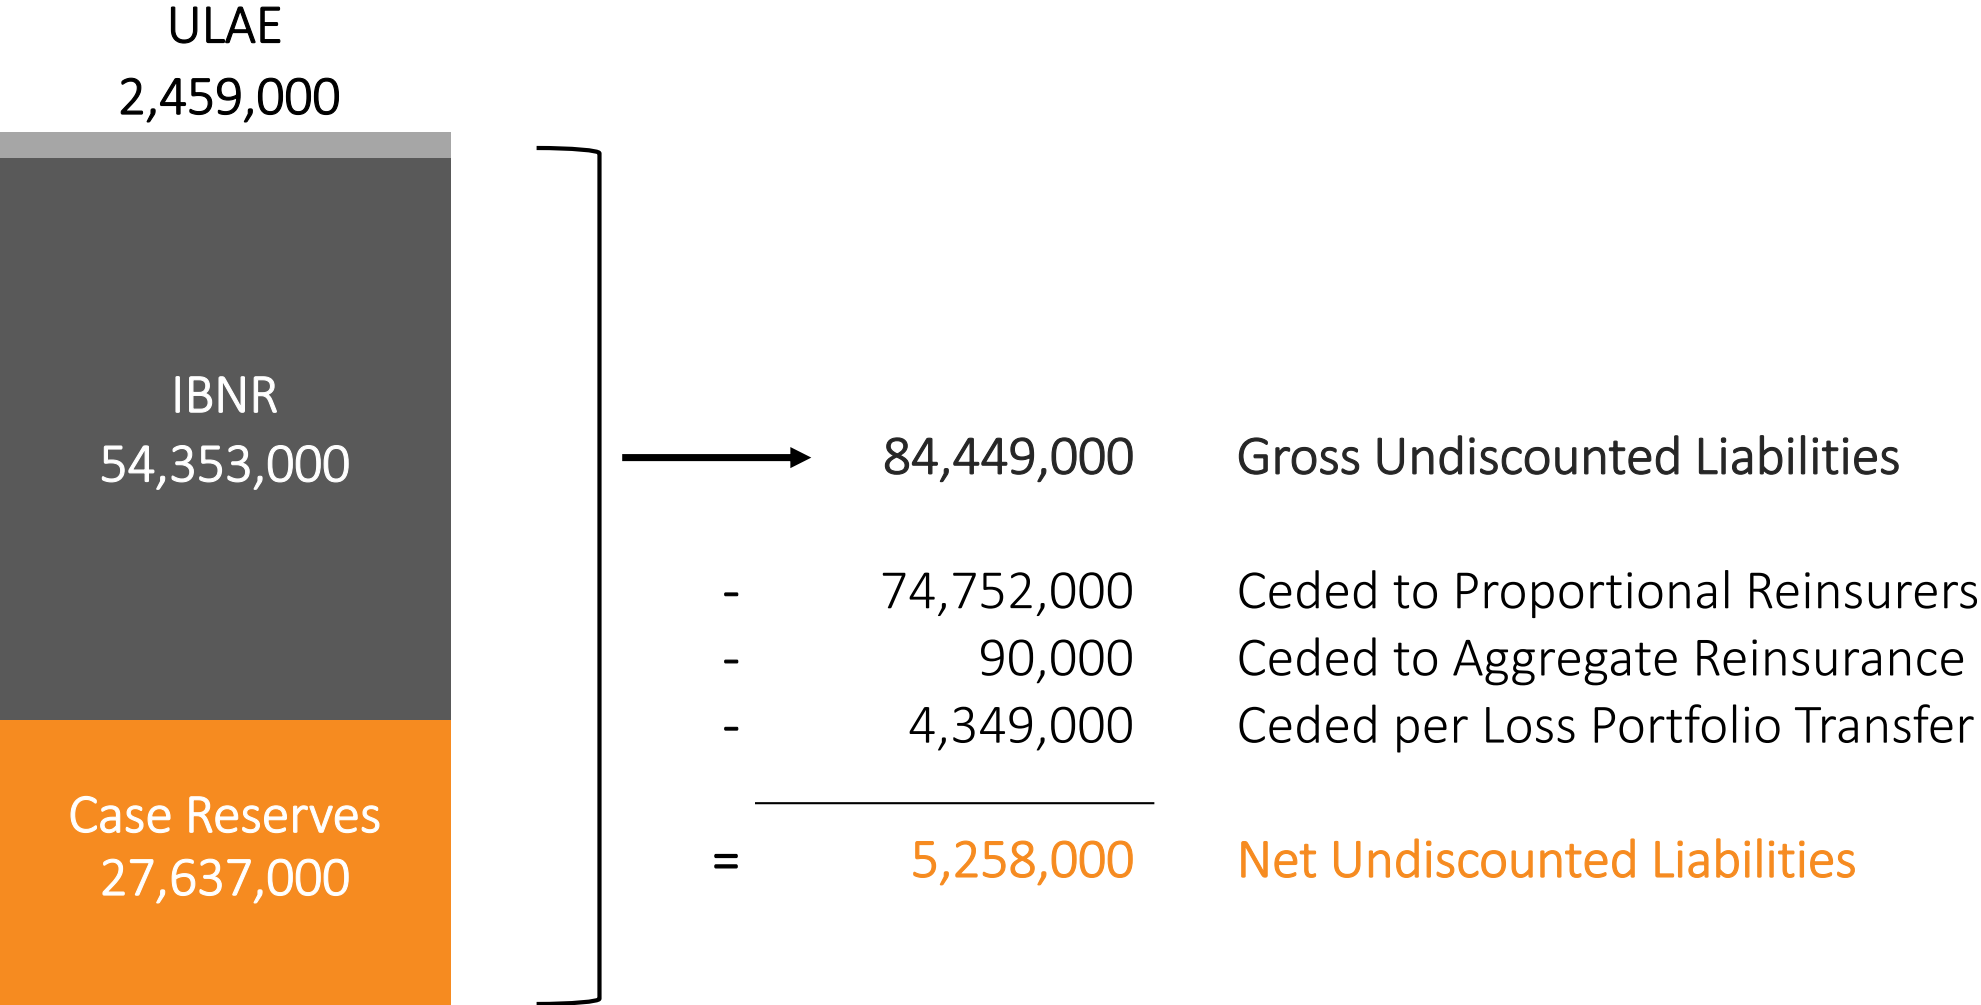 ULAE
2,459,000
IBNR
54,353,000
Case Reserves
27,637,000
84,449,000 Gross Undiscounted Liabilities
- 74,752,000 Ceded to Proportional Reinsurers
- 90,000 Ceded to Aggregate Reinsurance
- 4,349,000 Ceded per Loss Portfolio Transfer
= 5,258,000 Net Undiscounted Liabilities